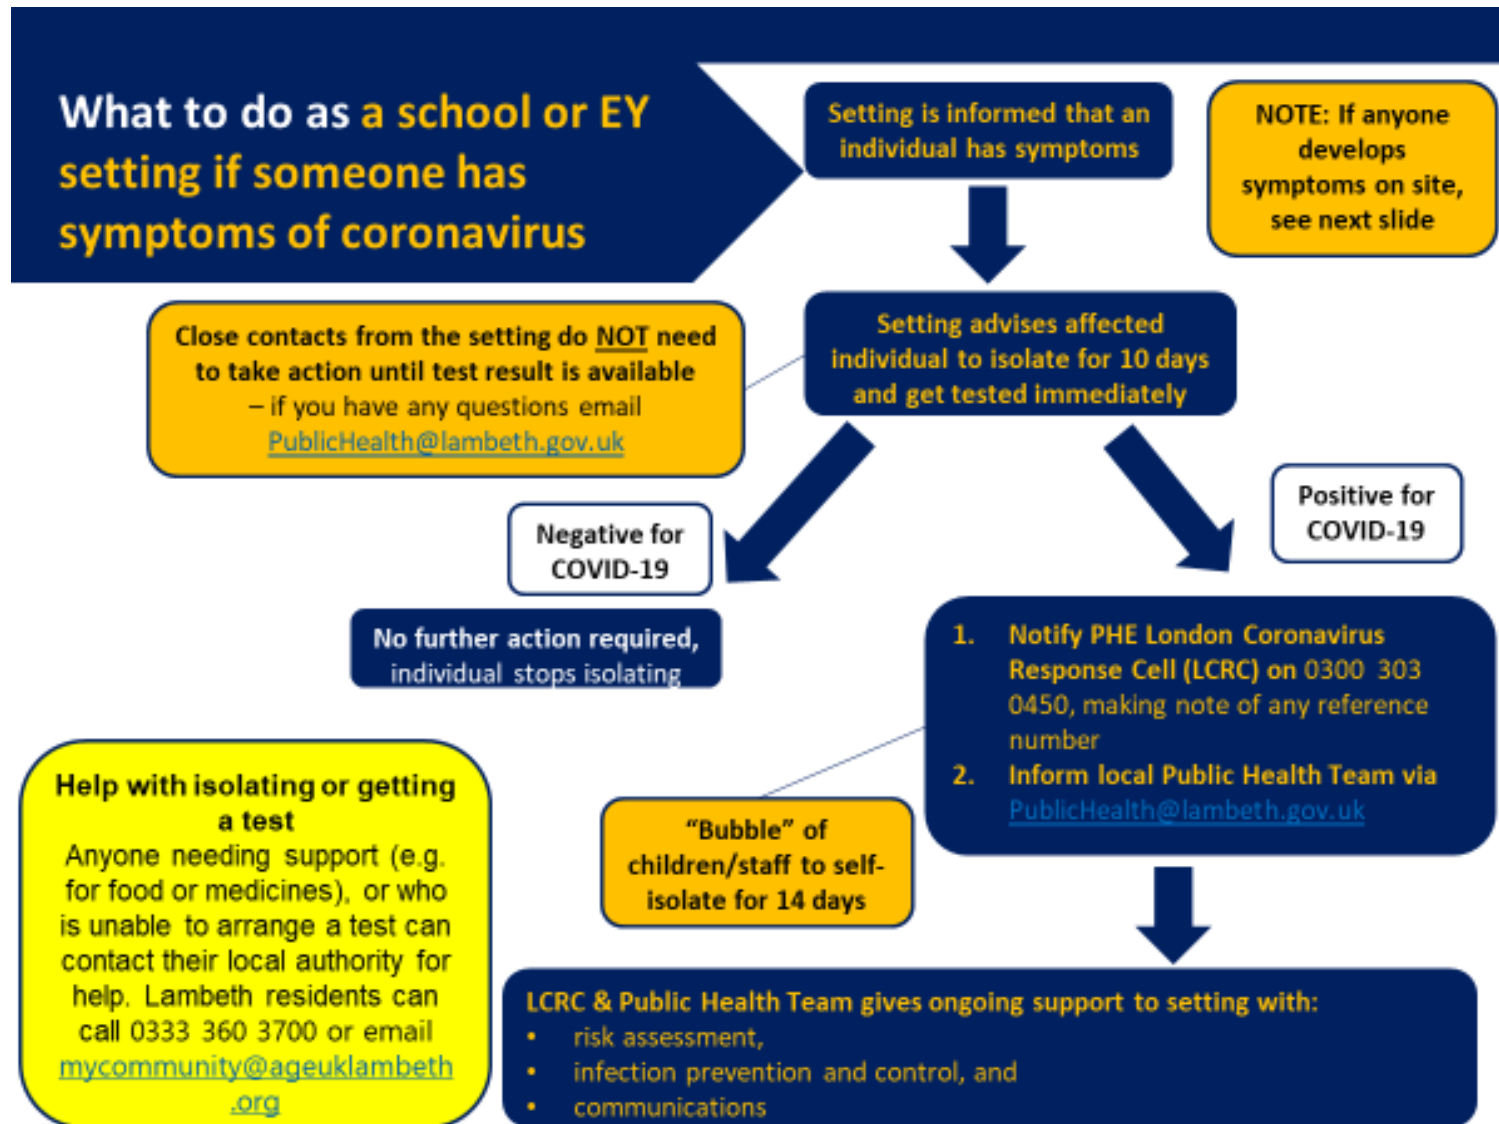 What to do as a school or EY
setting if someone has
symptoms of coronavirus
Setting is informed that an
individual has symptoms
NOTE: If anyone
develops
symptoms on site,
see next slide
Close contacts from the setting do NOT need
to take action until test result is available
– if you have any questions email
PublicHealth@lambeth.gov.uk
Setting advises affected
individual to isolate for 10 days
and get tested immediately
Negative for
COVID-19
Positive for
COVID-19
No further action required,
individual stops isolating
1. Notify PHE London Coronavirus
Response Cell (LCRC) on 0300 303
0450, making note of any reference
number
2. Inform local Public Health Team via
PublicHealth@lambeth.gov.uk
"Bubble" of
children/staff to self-
isolate for 14 days
Help with isolating or getting
a test
Anyone needing support (e.g.
for food or medicines), or who
is unable to arrange a test can
contact their local authority for
help. Lambeth residents can
call 0333 360 3700 or email
mycommunity@ageuklambeth
.org
LCRC & Public Health Team gives ongoing support to setting with:
• risk assessment,
• infection prevention and control, and
• communications